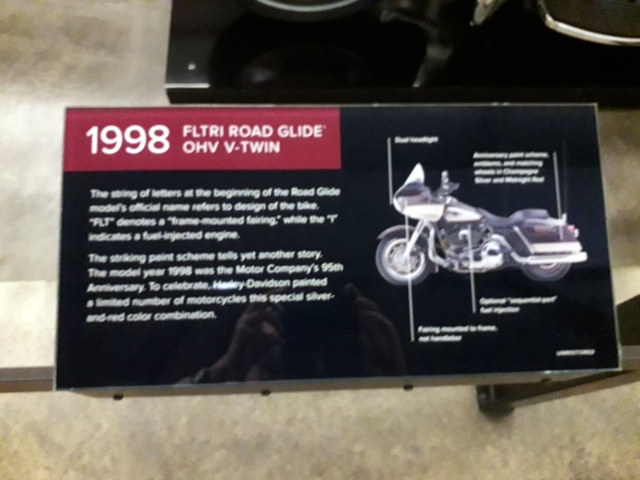 1998 FLTRI ROAD GLIDE®
OHV V-TWIN
The string of letters at the beginning of the Road Glide
model's official name refers to design of the bike.
"FLT" denotes a "frame-mounted fairing," while the "I"
indicates a fuel-injected engine.
The striking paint scheme tells yet another story.
The model year 1998 was the Motor Company's 95th
Anniversary. To celebrate, Harley-Davidson painted
a limited number of motorcycles this special silver-
and-red color combination.
Dual headlight
Anniversary paint scheme,
emblems, and matching
wheels in Champagne
Silver and Midnight Red
Optional "sequential-port"
fuel injection
Fairing mounted to frame,
not handlebar
UNRESTORED